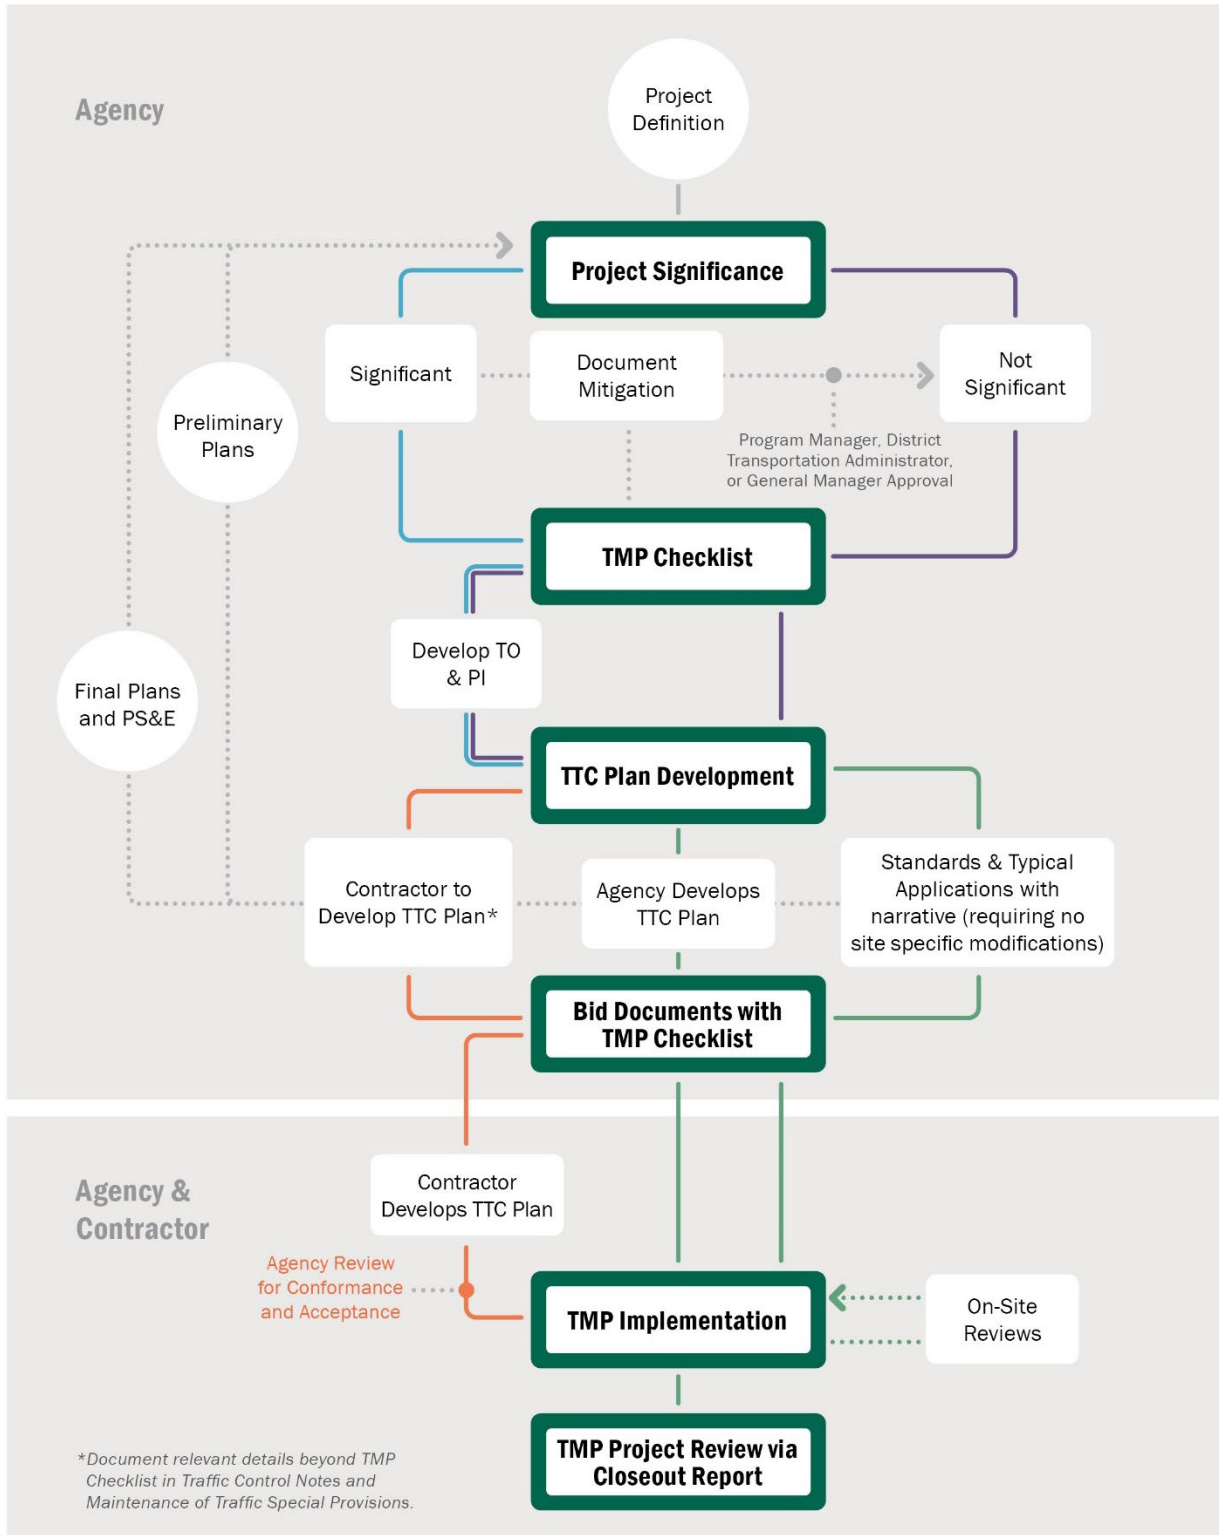 Agency
Project
Definition
Project Significance
Significant
Document
Mitigation
Not
Significant
Preliminary
Plans
Program Manager, District
Transportation Administrator,
or General Manager Approval
TMP Checklist
Develop TO
& PI
Final Plans
and PS&E
TTC Plan Development
Contractor to
Develop TTC Plan*
Agency Develops
TTC Plan
Standards & Typical
Applications with
narrative (requiring no
site specific modifications)
Bid Documents with
TMP Checklist
Agency &
Contractor
Contractor
Develops TTC Plan
Agency Review
for Conformance
and Acceptance
TMP Implementation
On-Site
Reviews
TMP Project Review via
Closeout Report
*Document relevant details beyond TMP
Checklist in Traffic Control Notes and
Maintenance of Traffic Special Provisions.